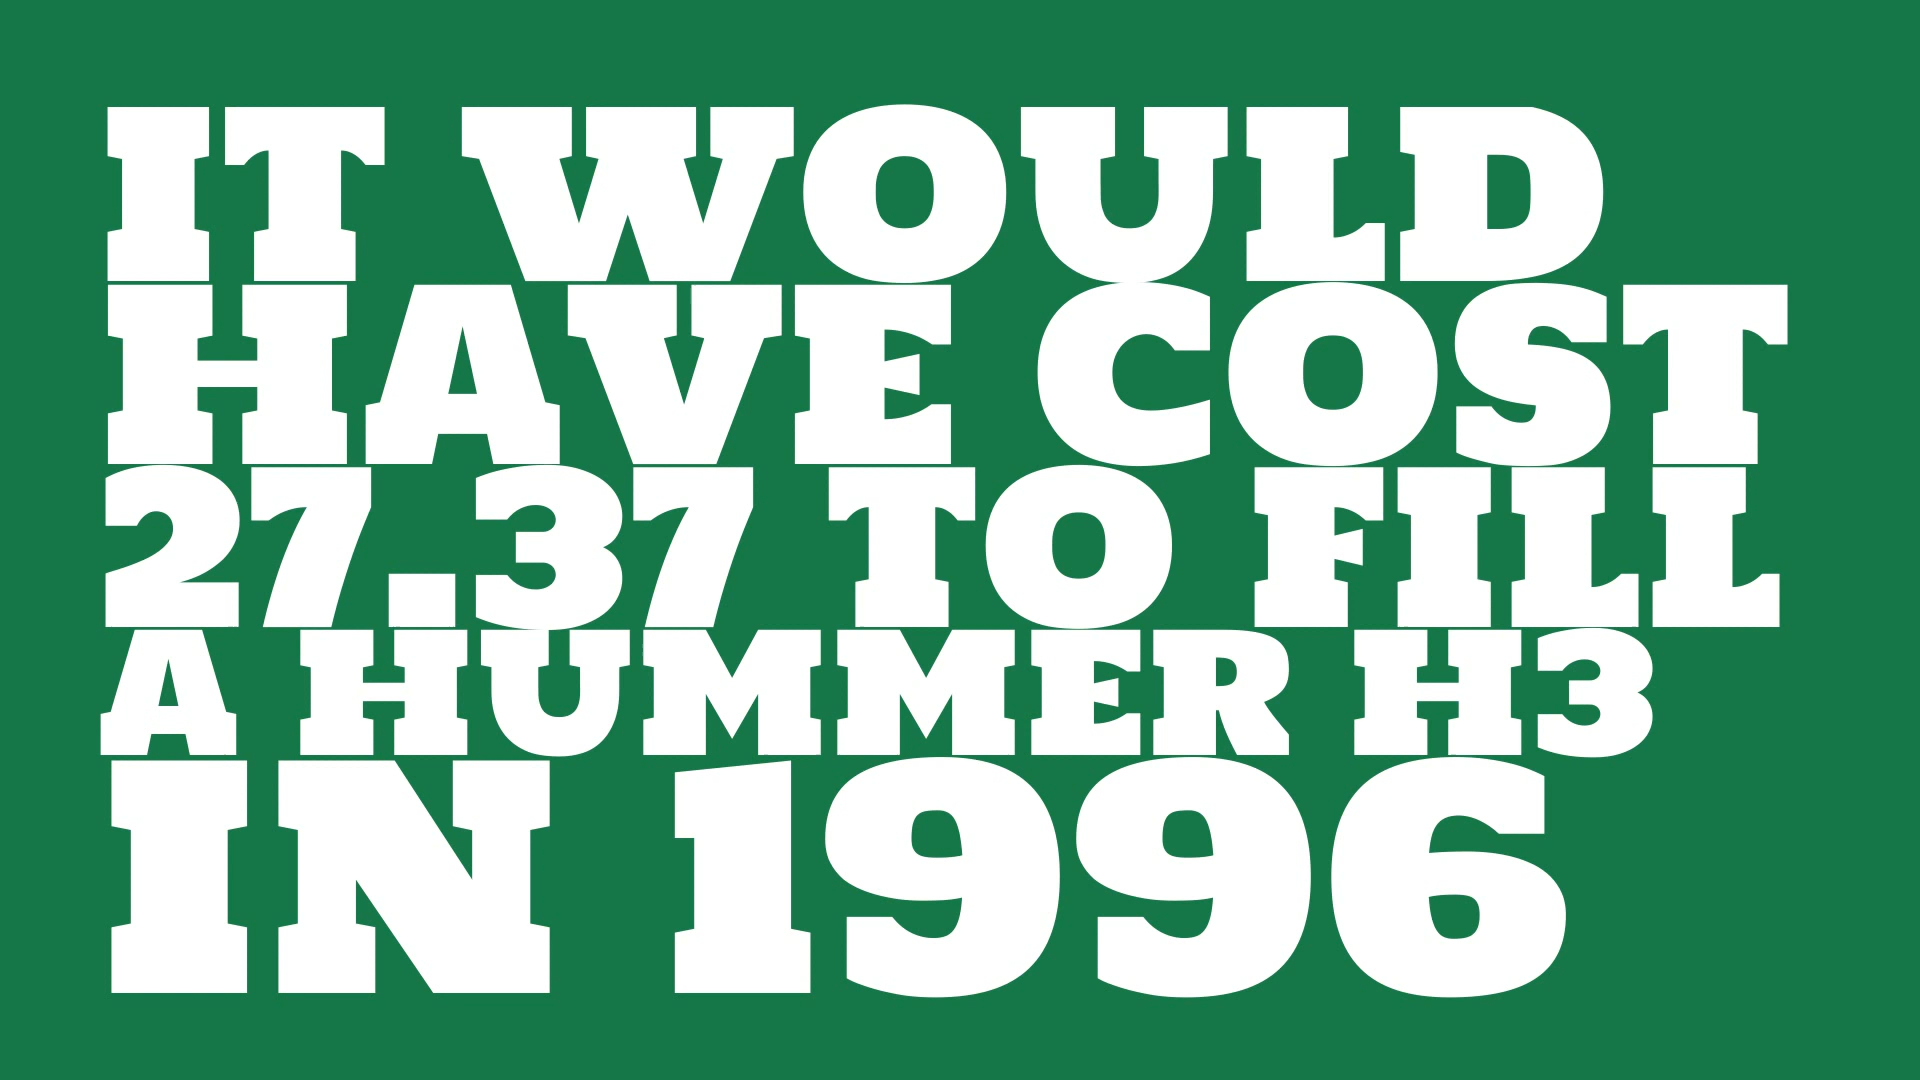 IT WOULD
HAVE COST
27.37 TO FILL
A HUMMER H3
IN 1996